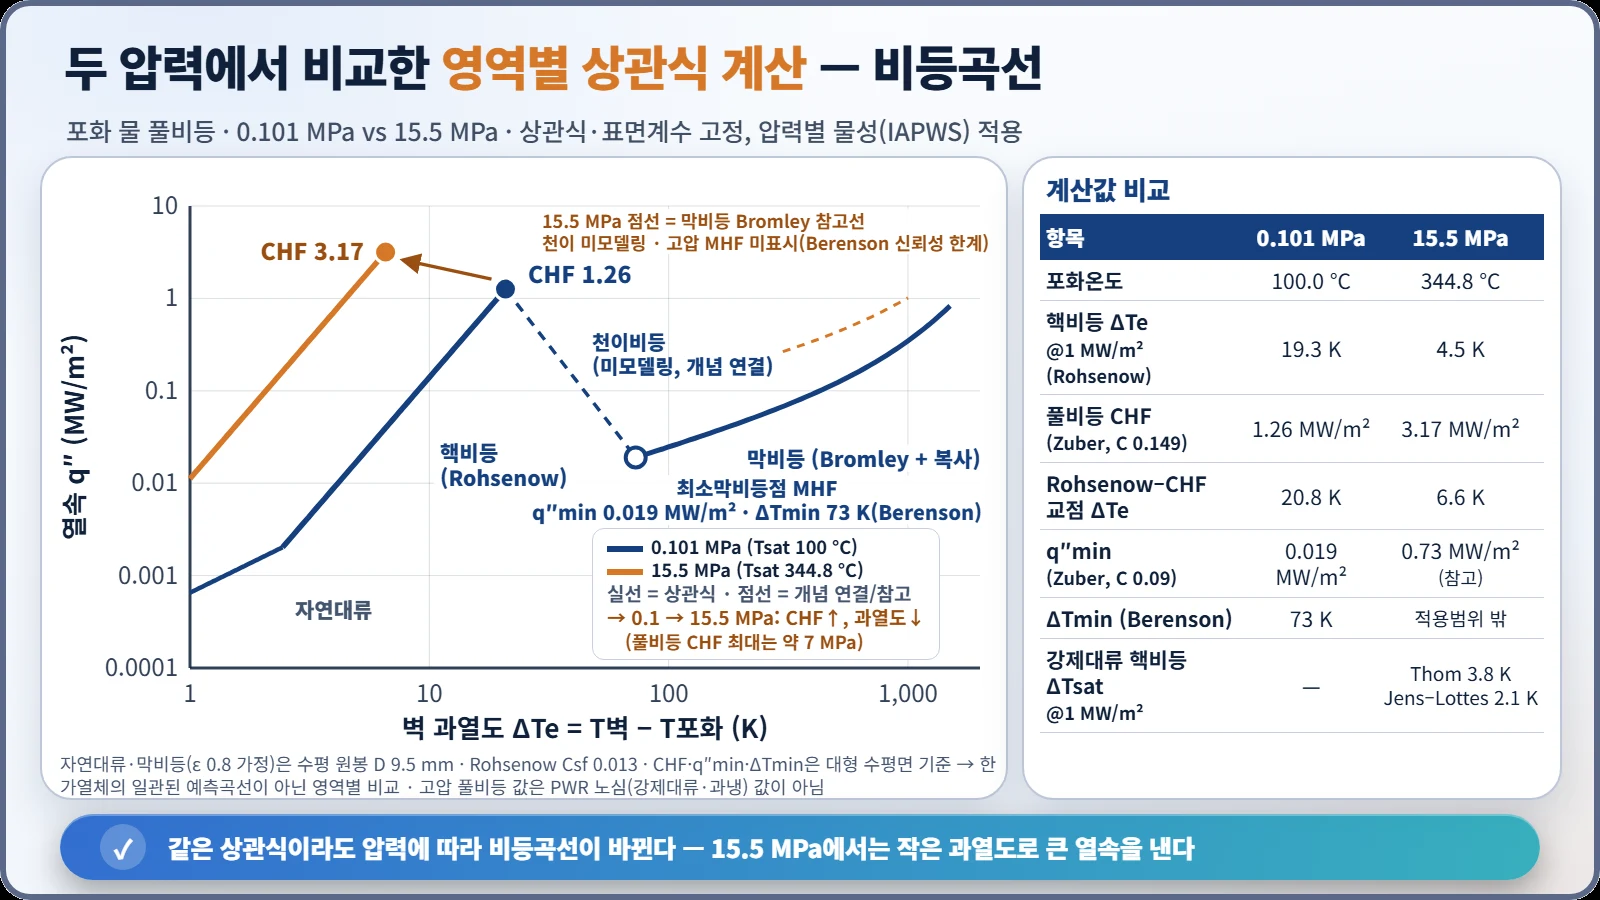 두 압력에서 비교한 영역별 상관식 계산 — 비등곡선
포화 물 풀비등 · 0.101 MPa vs 15.5 MPa · 상관식·표면계수 고정, 압력별 물성(IAPWS) 적용
열속 q″ (MW/m²)
10
1
0.1
0.01
0.001
0.0001
1
10
100
1,000
벽 과열도 ΔTe = T벽 − T포화 (K)
15.5 MPa 점선 = 막비등 Bromley 참고선
천이 미모델링 · 고압 MHF 미표시(Berenson 신뢰성 한계)
CHF 3.17
CHF 1.26
천이비등
(미모델링, 개념 연결)
핵비등
(Rohsenow)
막비등 (Bromley + 복사)
최소막비등점 MHF
q″min 0.019 MW/m² · ΔTmin 73 K(Berenson)
자연대류
0.101 MPa (Tsat 100 °C)
15.5 MPa (Tsat 344.8 °C)
실선 = 상관식 · 점선 = 개념 연결/참고
→ 0.1 → 15.5 MPa: CHF↑, 과열도↓
(풀비등 CHF 최대는 약 7 MPa)
자연대류·막비등(ε 0.8 가정)은 수평 원봉 D 9.5 mm · Rohsenow Csf 0.013 · CHF·q″min·ΔTmin은 대형 수평면 기준 → 한
가열체의 일관된 예측곡선이 아닌 영역별 비교 · 고압 풀비등 값은 PWR 노심(강제대류·과냉) 값이 아님
계산값 비교
항목 0.101 MPa 15.5 MPa
포화온도 100.0 °C 344.8 °C
핵비등 ΔTe
@1 MW/m²
(Rohsenow)
19.3 K 4.5 K
풀비등 CHF
(Zuber, C 0.149)
1.26 MW/m² 3.17 MW/m²
Rohsenow–CHF
교점 ΔTe
20.8 K 6.6 K
q″min
(Zuber, C 0.09)
0.019
MW/m²
0.73 MW/m²
(참고)
ΔTmin (Berenson) 73 K 적용범위 밖
강제대류 핵비등
ΔTsat
@1 MW/m²
—
Thom 3.8 K
Jens–Lottes 2.1 K
✓ 같은 상관식이라도 압력에 따라 비등곡선이 바뀐다 — 15.5 MPa에서는 작은 과열도로 큰 열속을 낸다